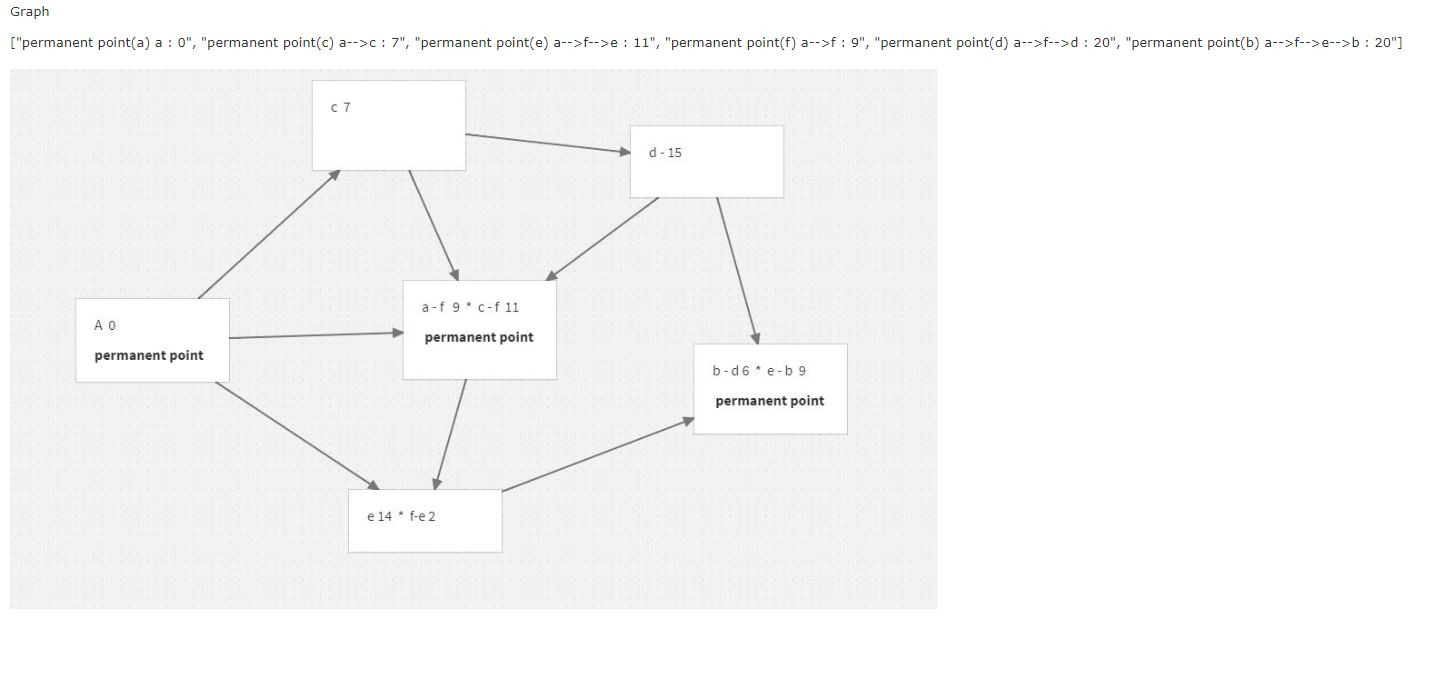 Graph
["permanent point(a) a : 0", "permanent point(c) a-->c : 7", "permanent point(e) a-->f-->e : 11", "permanent point(f) a-->f : 9", "permanent point(d) a-->f-->d : 20", "permanent point(b) a-->f-->e-->b : 20"]
c 7
d - 15
a - f 9 * c - f 11
permanent point
A 0
permanent point
b - d 6 * e - b 9
permanent point
e 14 * f-e 2